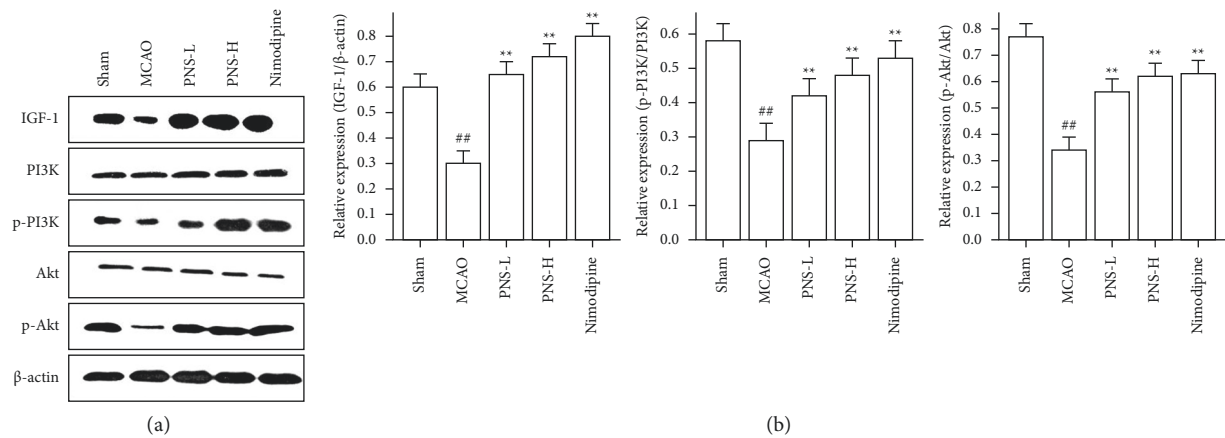 Sham
MCAO
PNS-L
PNS-H
Nimodipine
IGF-1
PI3K
p-PI3K
Akt
p-Akt
β-actin
(a)
Relative expression (IGF-1/β-actin)
0.8
0.7
0.6
0.5
0.4
0.3
0.2
0.1
0.0
##
**
**
**
Sham
MCAO
PNS-L
PNS-H
Nimodipine
Relative expression (p-PI3K/PI3K)
0.6
0.5
0.4
0.3
0.2
0.1
0.0
##
**
**
**
Sham
MCAO
PNS-L
PNS-H
Nimodipine
Relative expression (p-Akt/Akt)
0.8
0.7
0.6
0.5
0.4
0.3
0.2
0.1
0.0
##
**
**
**
Sham
MCAO
PNS-L
PNS-H
Nimodipine
(b)